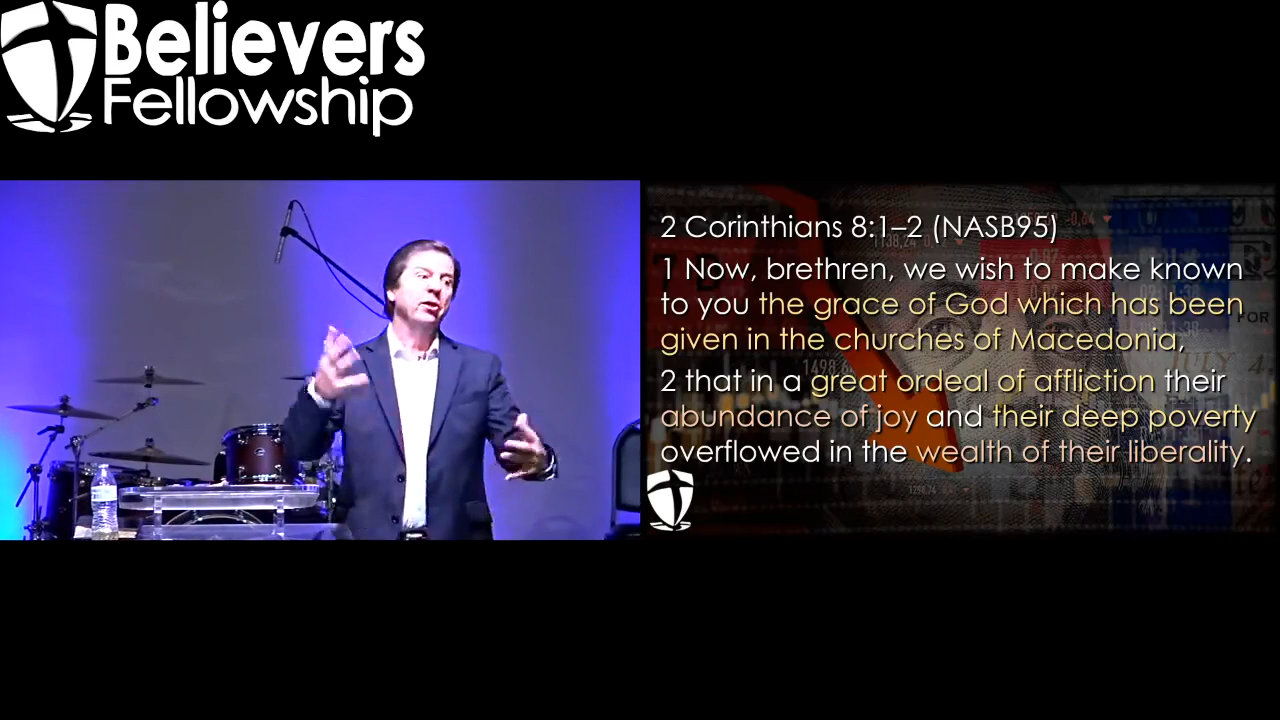 Believers
Fellowship
2 Corinthians 8:1–2 (NASB95)
1 Now, brethren, we wish to make known
to you the grace of God which has been
given in the churches of Macedonia,
2 that in a great ordeal of affliction their
abundance of joy and their deep poverty
overflowed in the wealth of their liberality.